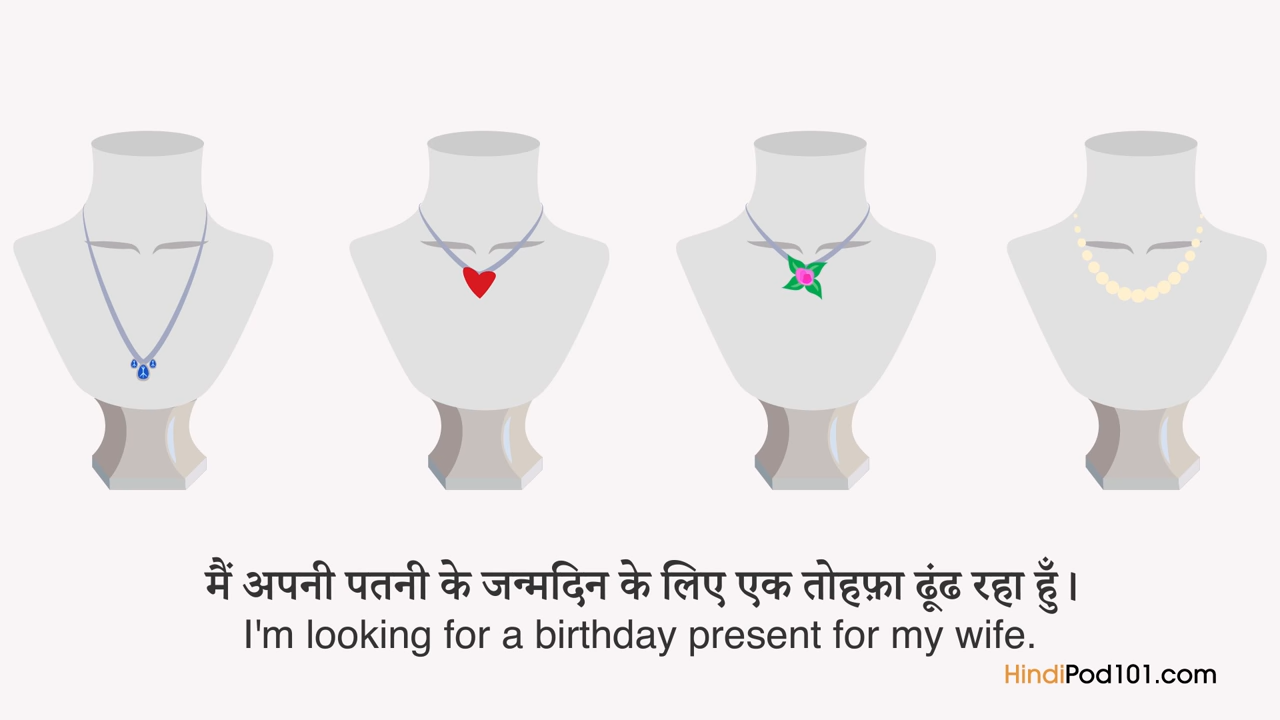 मैं अपनी पतनी के जन्मदिन के लिए एक तोहफ़ा ढूंढ रहा हुँ।
I'm looking for a birthday present for my wife.
HindiPod101.com